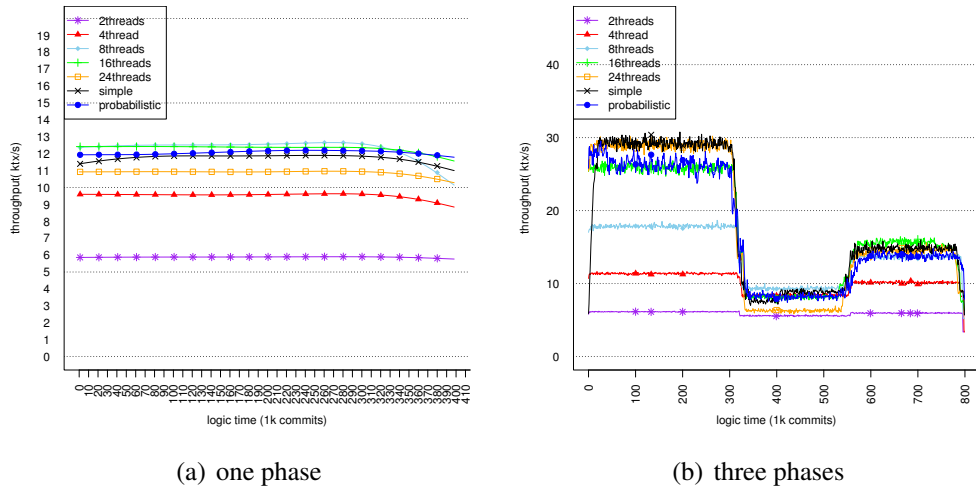 2threads
4thread
8threads
16threads
24threads
simple
probabilistic
throughput( ktx/s)
19
18
17
16
15
14
13
12
11
10
9
8
7
6
5
4
3
2
1
0
0 10 20 30 40 50 60 70 80 90 100 110 120 130 140 150 160 170 180 190 200 210 220 230 240 250 260 270 280 290 300 310 320 330 340 350 360 370 380 390 400 410
logic time (1k commits)
(a) one phase
2threads
4thread
8threads
16threads
24threads
simple
probabilistic
throughput( ktx/s)
40
30
20
10
0
0 100 200 300 400 500 600 700 800
logic time (1k commits)
(b) three phases